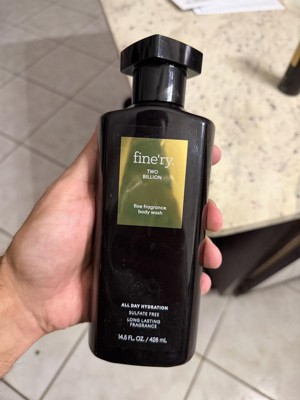 fine'ry.
TWO
BILLION
fine fragrance
body wash
ALL DAY HYDRATION
SULFATE FREE
LONG LASTING
FRAGRANCE
14.5 FL. OZ. / 428 mL